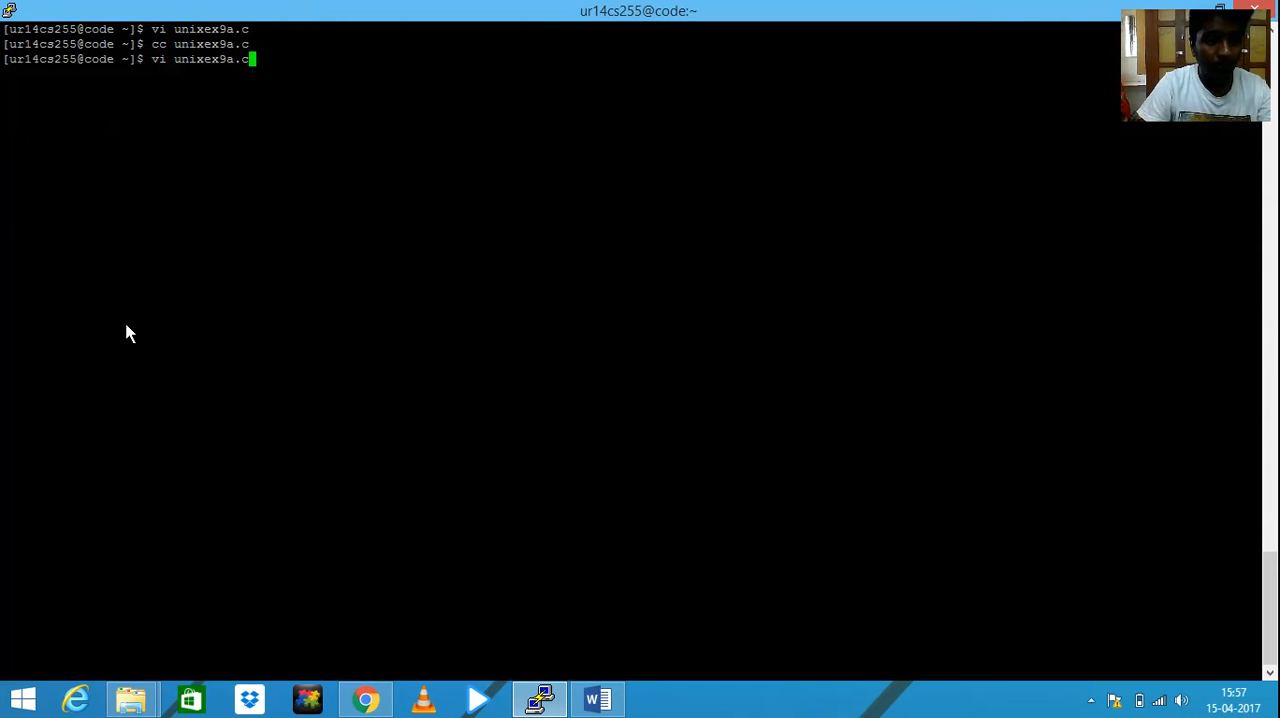 ur14cs255@code:~
[ur14cs255@code ~]$ vi unixex9a.c
[ur14cs255@code ~]$ cc unixex9a.c
[ur14cs255@code ~]$ vi unixex9a.c
15:57
15-04-2017